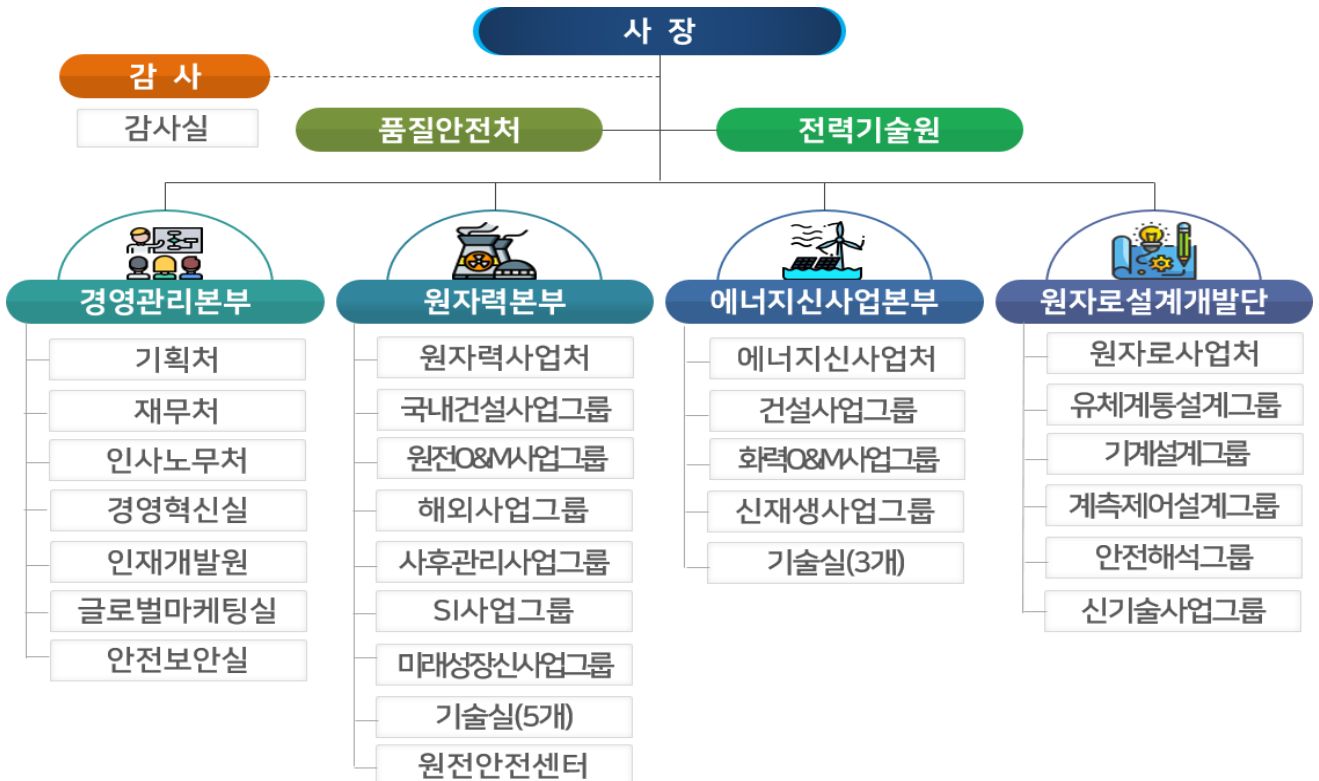 사 장
감 사
감사실
품질안전처
전력기술원
경영관리본부
기획처
재무처
인사노무처
경영혁신실
인재개발원
글로벌마케팅실
안전보안실
원자력본부
원자력사업처
국내건설사업그룹
원전O&M사업그룹
해외사업그룹
사후관리사업그룹
SI사업그룹
미래성장신사업그룹
기술실(5개)
원전안전센터
에너지신사업본부
에너지신사업처
건설사업그룹
화력O&M사업그룹
신재생사업그룹
기술실(3개)
원자로설계개발단
원자로사업처
유체계통설계그룹
기계설계그룹
계측제어설계그룹
안전해석그룹
신기술사업그룹